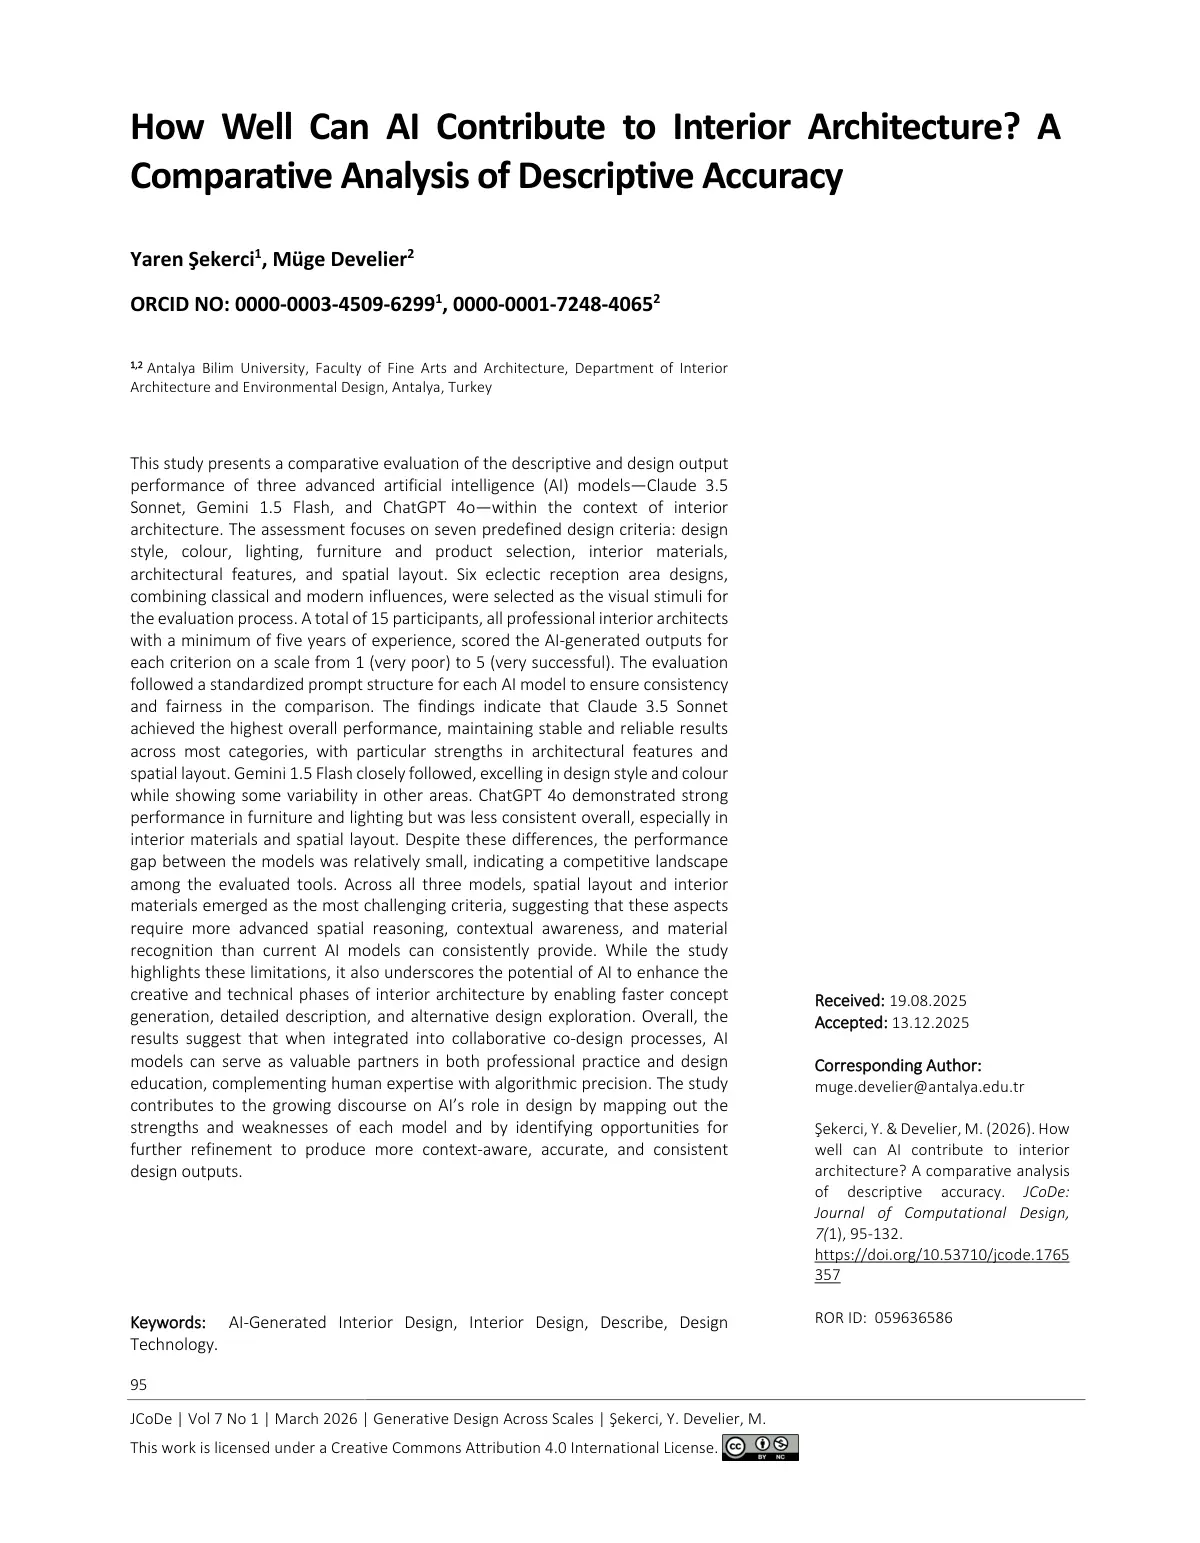 How Well Can AI Contribute to Interior Architecture? A
Comparative Analysis of Descriptive Accuracy
Yaren Şekerci1, Müge Develier2
ORCID NO: 0000-0003-4509-62991, 0000-0001-7248-40652
1,2 Antalya Bilim University, Faculty of Fine Arts and Architecture, Department of Interior
Architecture and Environmental Design, Antalya, Turkey
This study presents a comparative evaluation of the descriptive and design output
performance of three advanced artificial intelligence (AI) models—Claude 3.5
Sonnet, Gemini 1.5 Flash, and ChatGPT 4o—within the context of interior
architecture. The assessment focuses on seven predefined design criteria: design
style, colour, lighting, furniture and product selection, interior materials,
architectural features, and spatial layout. Six eclectic reception area designs,
combining classical and modern influences, were selected as the visual stimuli for
the evaluation process. A total of 15 participants, all professional interior architects
with a minimum of five years of experience, scored the AI-generated outputs for
each criterion on a scale from 1 (very poor) to 5 (very successful). The evaluation
followed a standardized prompt structure for each AI model to ensure consistency
and fairness in the comparison. The findings indicate that Claude 3.5 Sonnet
achieved the highest overall performance, maintaining stable and reliable results
across most categories, with particular strengths in architectural features and
spatial layout. Gemini 1.5 Flash closely followed, excelling in design style and colour
while showing some variability in other areas. ChatGPT 4o demonstrated strong
performance in furniture and lighting but was less consistent overall, especially in
interior materials and spatial layout. Despite these differences, the performance
gap between the models was relatively small, indicating a competitive landscape
among the evaluated tools. Across all three models, spatial layout and interior
materials emerged as the most challenging criteria, suggesting that these aspects
require more advanced spatial reasoning, contextual awareness, and material
recognition than current AI models can consistently provide. While the study
highlights these limitations, it also underscores the potential of AI to enhance the
creative and technical phases of interior architecture by enabling faster concept
generation, detailed description, and alternative design exploration. Overall, the
results suggest that when integrated into collaborative co-design processes, AI
models can serve as valuable partners in both professional practice and design
education, complementing human expertise with algorithmic precision. The study
contributes to the growing discourse on AI’s role in design by mapping out the
strengths and weaknesses of each model and by identifying opportunities for
further refinement to produce more context-aware, accurate, and consistent
design outputs.
Received: 19.08.2025
Accepted: 13.12.2025
Corresponding Author:
muge.develier@antalya.edu.tr
Şekerci, Y. & Develier, M. (2026). How
well can AI contribute to interior
architecture? A comparative analysis
of descriptive accuracy. JCoDe:
Journal of Computational Design,
7(1), 95-132.
https://doi.org/10.53710/jcode.1765
357
ROR ID: 059636586
Keywords: AI-Generated Interior Design, Interior Design, Describe, Design
Technology.
95
JCoDe | Vol 7 No 1 | March 2026 | Generative Design Across Scales | Şekerci, Y. Develier, M.
This work is licensed under a Creative Commons Attribution 4.0 International License.
cc BY NC